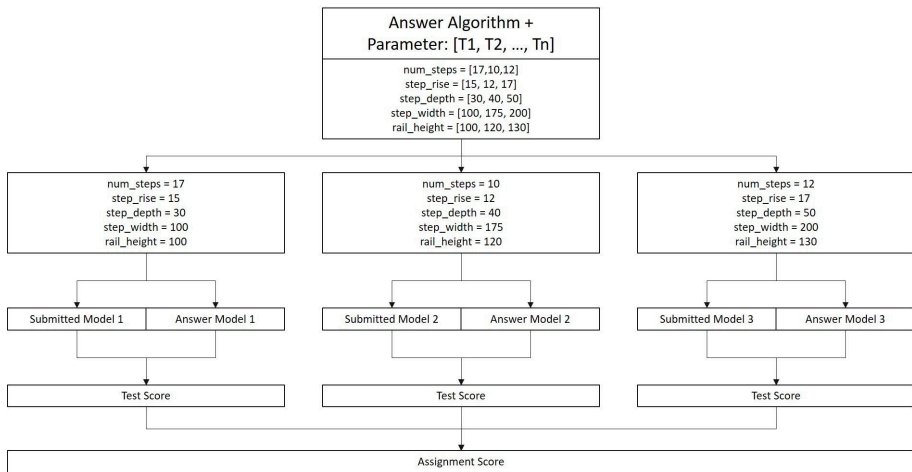 Answer Algorithm +
Parameter: [T1, T2, ..., Tn]
num_steps = [17,10,12]
step_rise = [15, 12, 17]
step_depth = [30, 40, 50]
step_width = [100, 175, 200]
rail_height = [100, 120, 130]
num_steps = 17
step_rise = 15
step_depth = 30
step_width = 100
rail_height = 100
num_steps = 10
step_rise = 12
step_depth = 40
step_width = 175
rail_height = 120
num_steps = 12
step_rise = 17
step_depth = 50
step_width = 200
rail_height = 130
Submitted Model 1
Answer Model 1
Submitted Model 2
Answer Model 2
Submitted Model 3
Answer Model 3
Test Score
Test Score
Test Score
Assignment Score